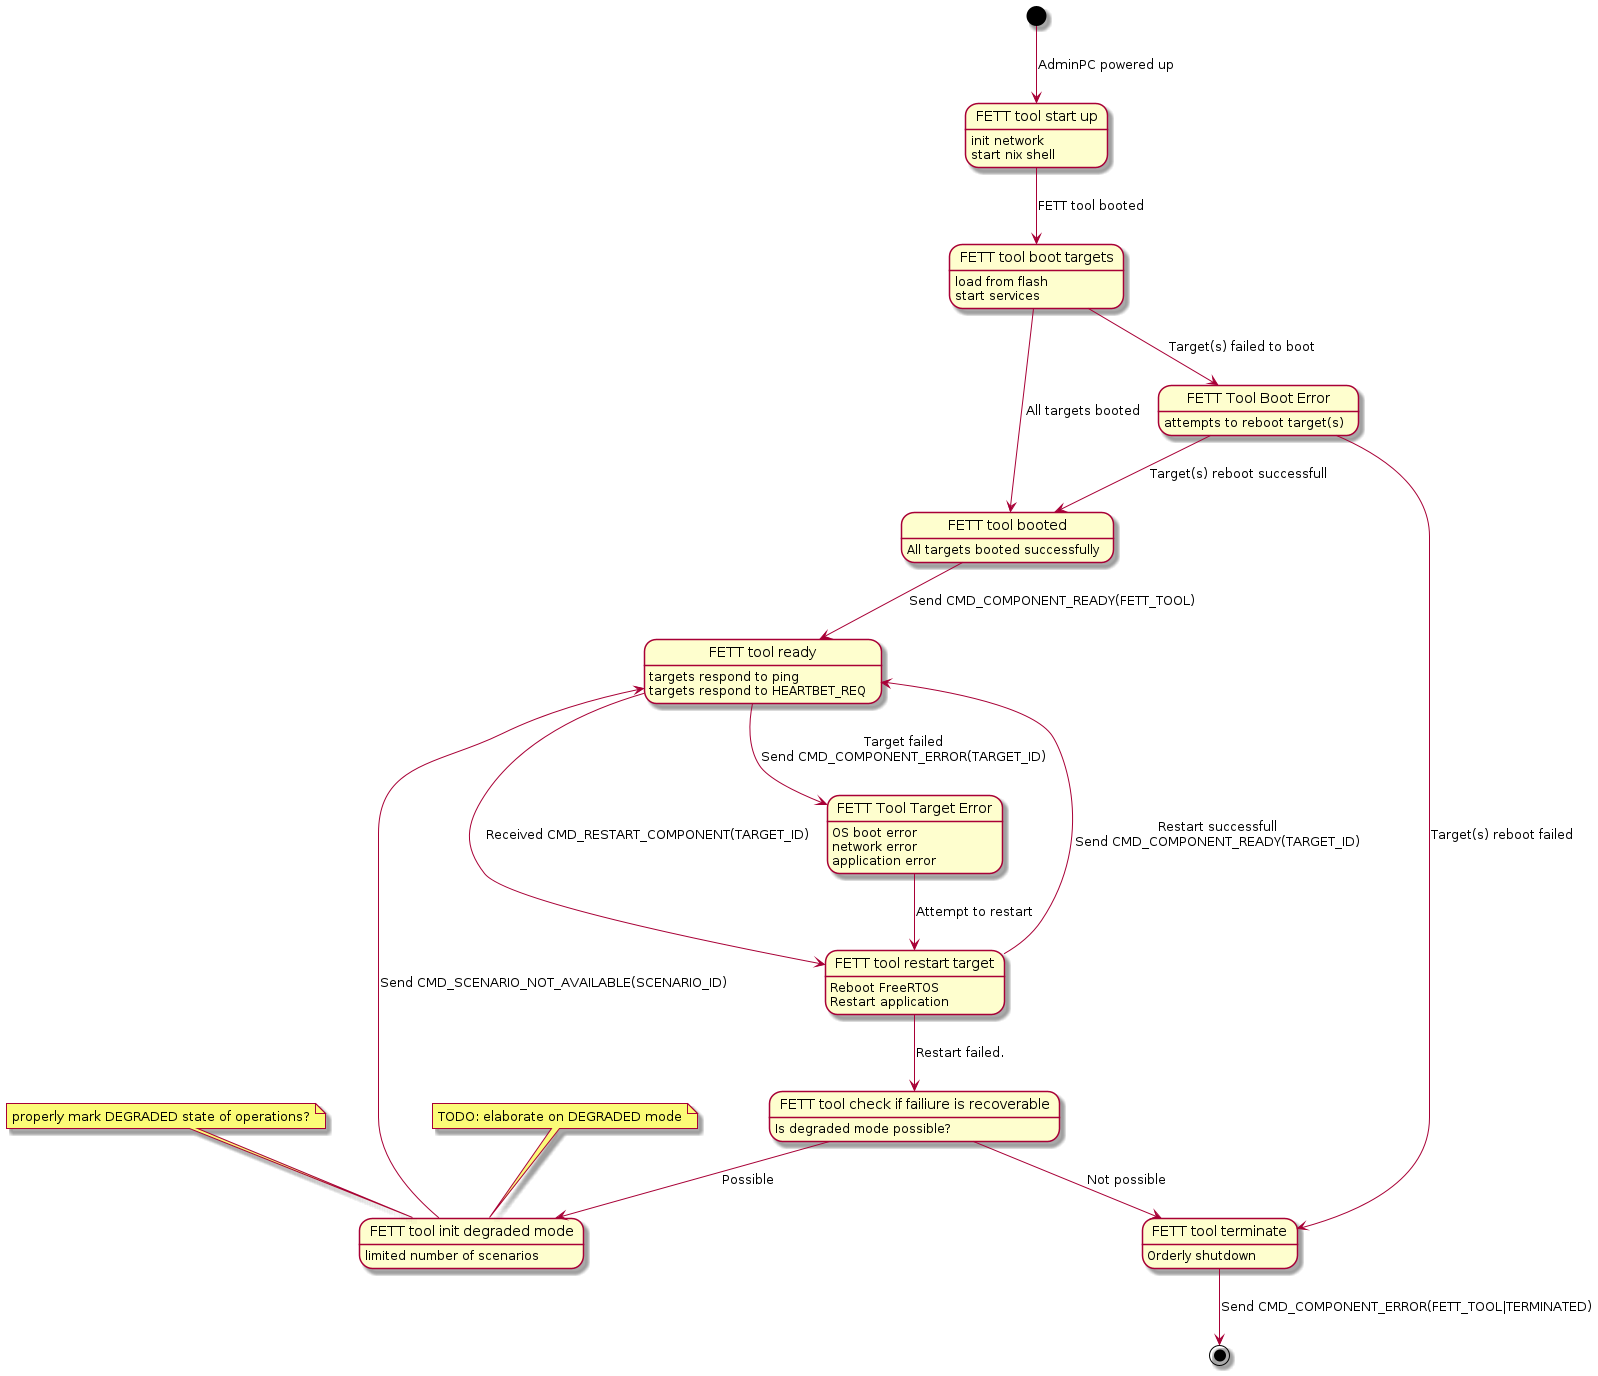 AdminPC powered up
FETT tool start up
init network
start nix shell
FETT tool booted
FETT tool boot targets
load from flash
start services
Target(s) failed to boot
FETT Tool Boot Error
attempts to reboot target(s)
All targets booted
Target(s) reboot successfull
FETT tool booted
All targets booted successfully
Send CMD_COMPONENT_READY(FETT_TOOL)
FETT tool ready
targets respond to ping
targets respond to HEARTBET_REQ
Target failed
Send CMD_COMPONENT_ERROR(TARGET_ID)
FETT Tool Target Error
OS boot error
network error
application error
Received CMD_RESTART_COMPONENT(TARGET_ID)
Restart successfull
Send CMD_COMPONENT_READY(TARGET_ID)
Target(s) reboot failed
Attempt to restart
FETT tool restart target
Reboot FreeRTOS
Restart application
Send CMD_SCENARIO_NOT_AVAILABLE(SCENARIO_ID)
Restart failed.
FETT tool check if failiure is recoverable
Is degraded mode possible?
properly mark DEGRADED state of operations?
TODO: elaborate on DEGRADED mode
Possible
Not possible
FETT tool init degraded mode
limited number of scenarios
FETT tool terminate
Orderly shutdown
Send CMD_COMPONENT_ERROR(FETT_TOOL|TERMINATED)